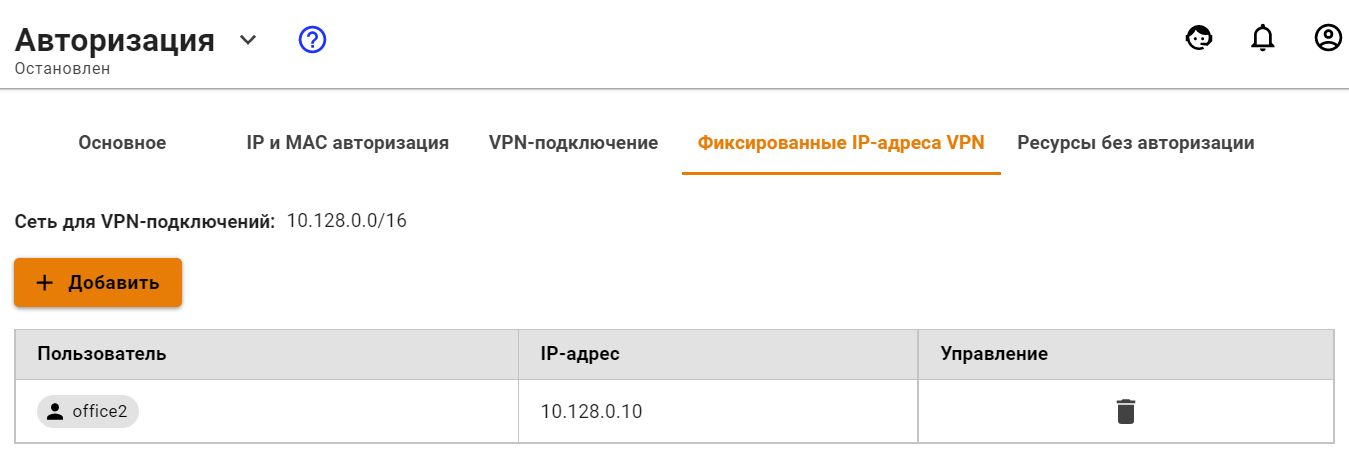 Авторизация
Остановлен
Основное IP и MAC авторизация VPN-подключение Фиксированные IP-адреса VPN Ресурсы без авторизации
Сеть для VPN-подключений: 10.128.0.0/16
+ Добавить
Пользователь IP-адрес Управление
office2 10.128.0.10